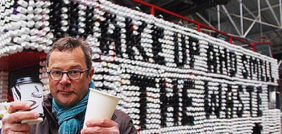 WAKE UP AND SMELL
THE WASTE